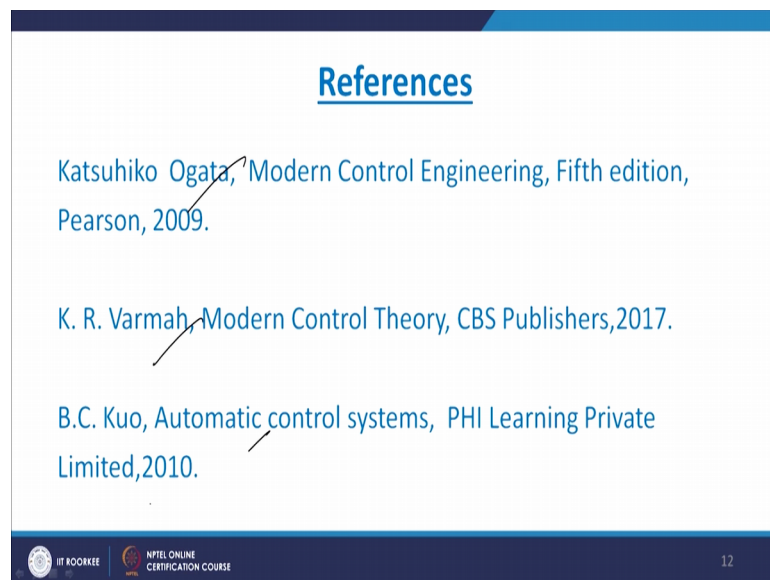 References
Katsuhiko Ogata, Modern Control Engineering, Fifth edition,
Pearson, 2009.
K. R. Varmah, Modern Control Theory, CBS Publishers,2017.
B.C. Kuo, Automatic control systems, PHI Learning Private
Limited,2010.
IIT ROORKEE
NPTEL ONLINE
CERTIFICATION COURSE
12